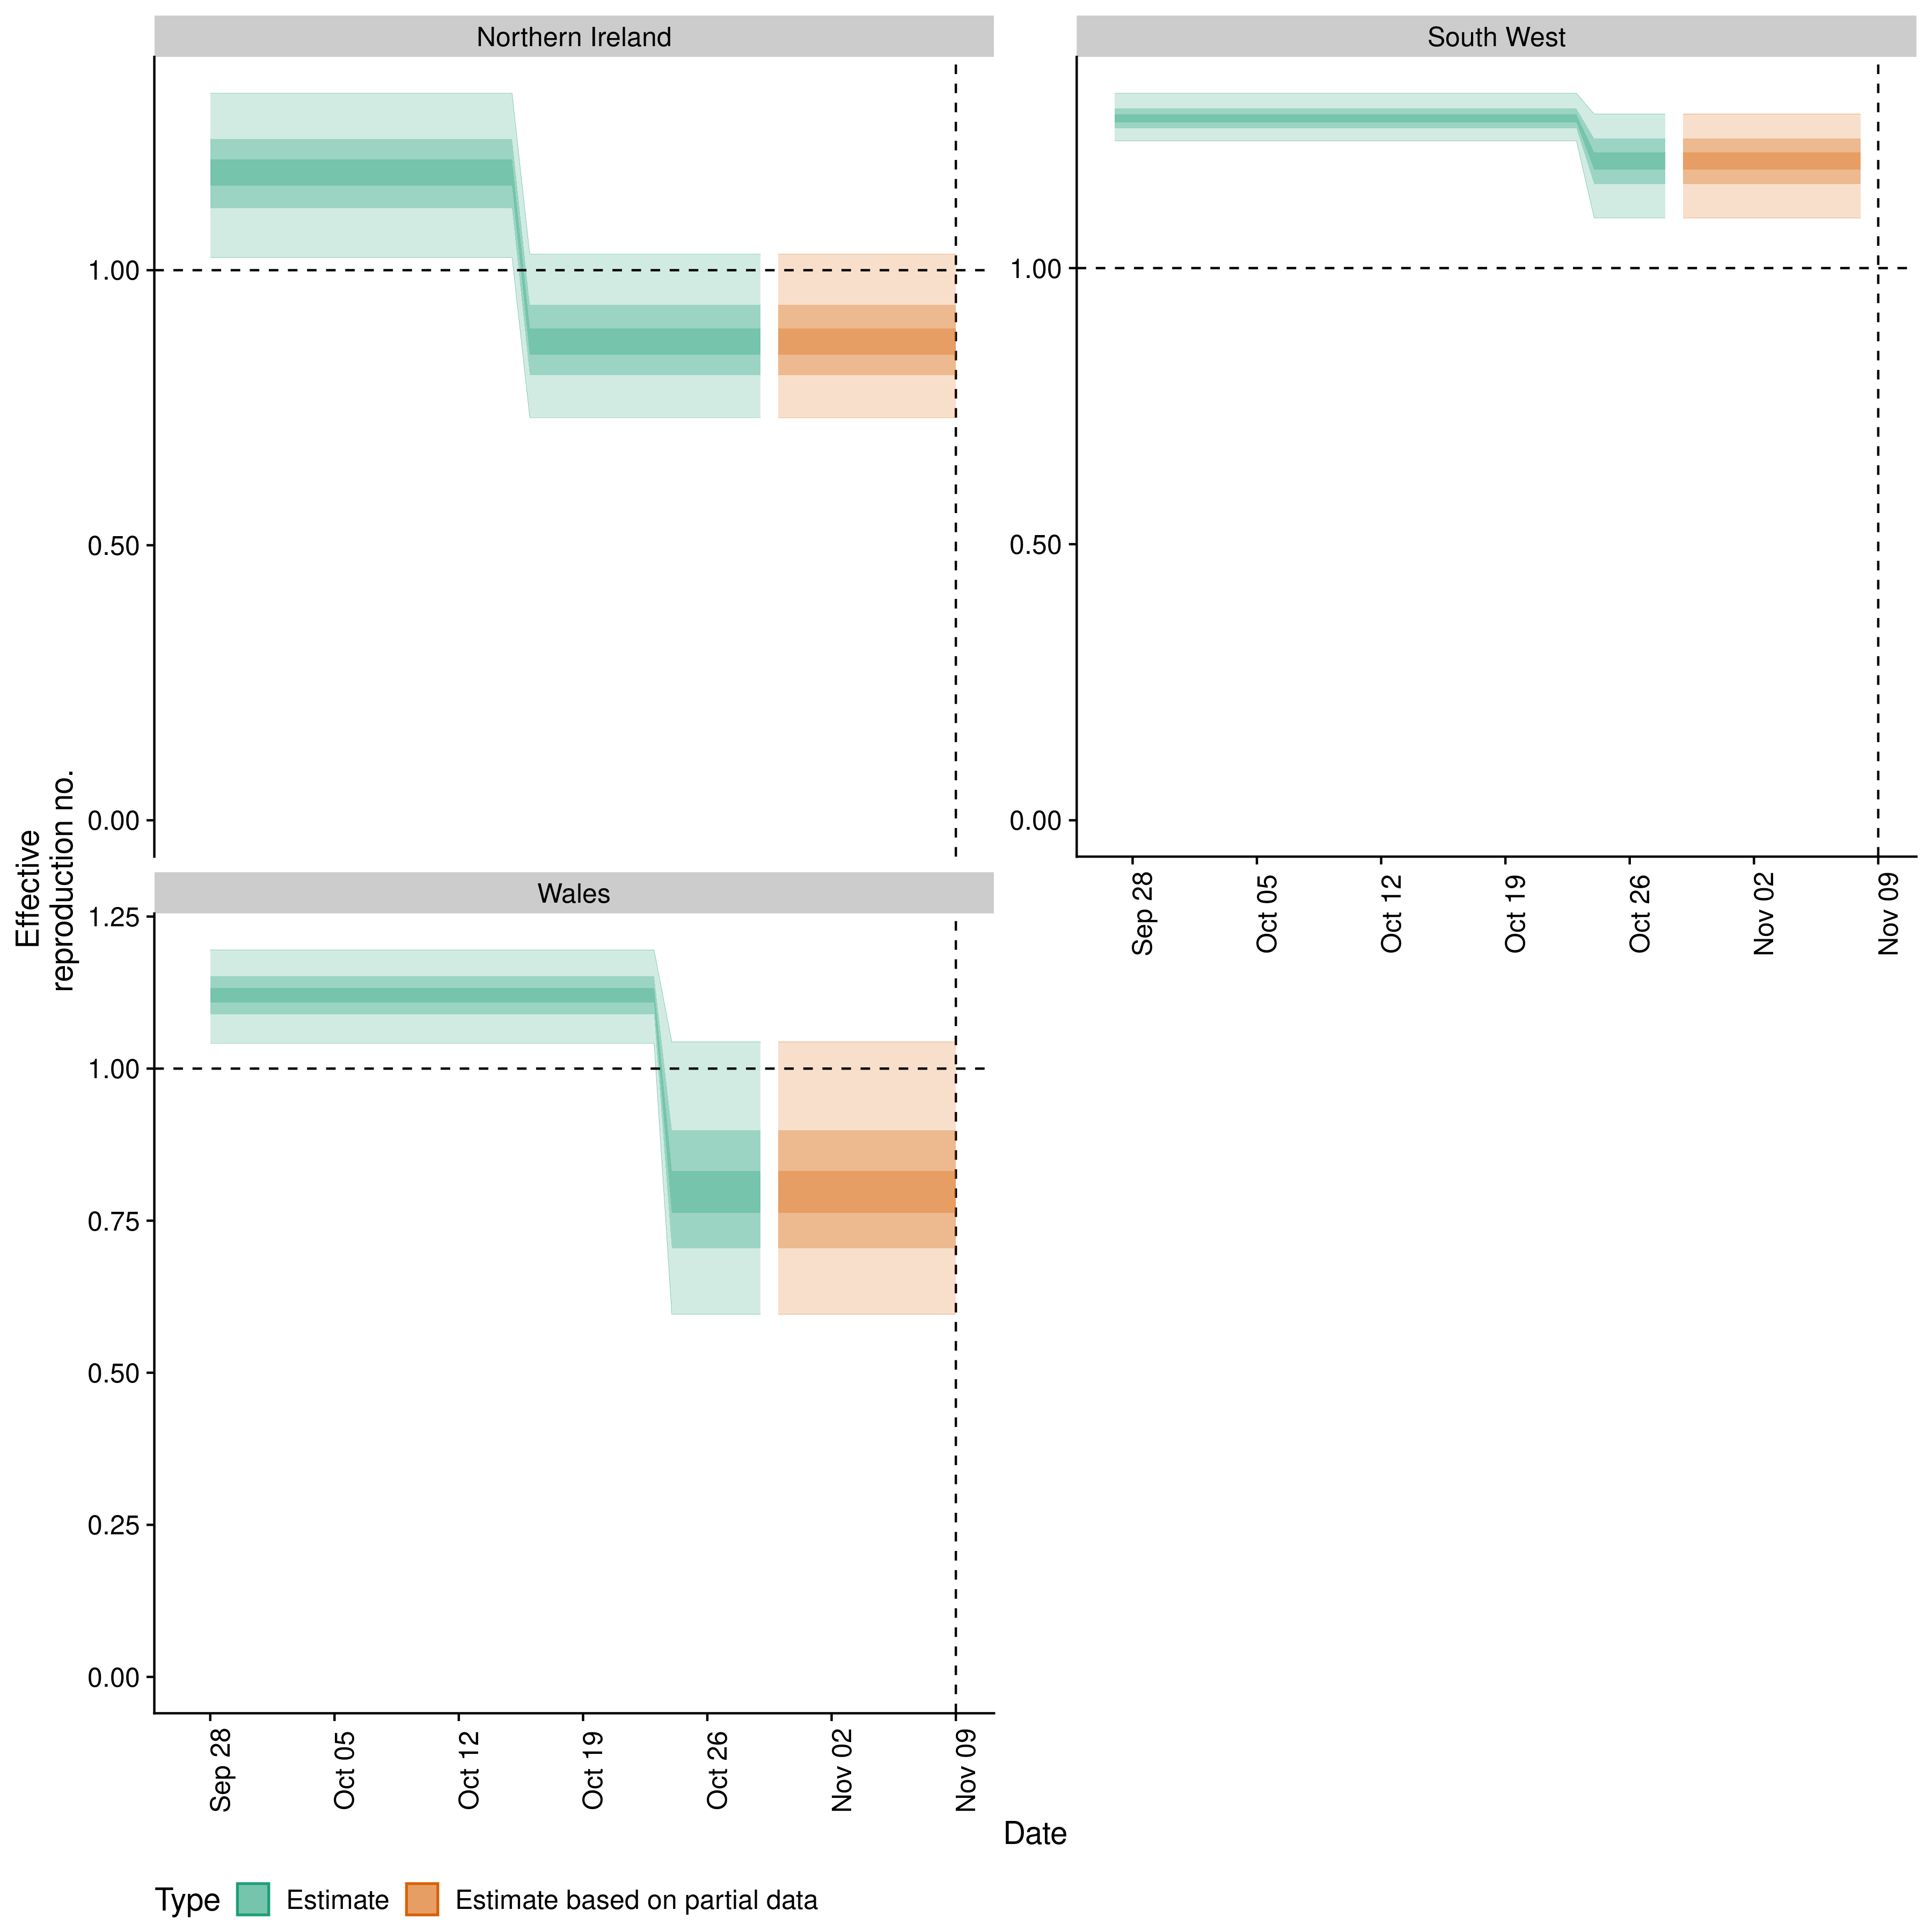 Northern Ireland
South West
1.00
0.50
0.00
1.00
0.50
0.00
Sep 28
Oct 05
Oct 12
Oct 19
Oct 26
Nov 02
Nov 09
Effective
reproduction no.
Wales
1.25
1.00
0.75
0.50
0.25
0.00
Sep 28
Oct 05
Oct 12
Oct 19
Oct 26
Nov 02
Nov 09
Date
Type Estimate Estimate based on partial data